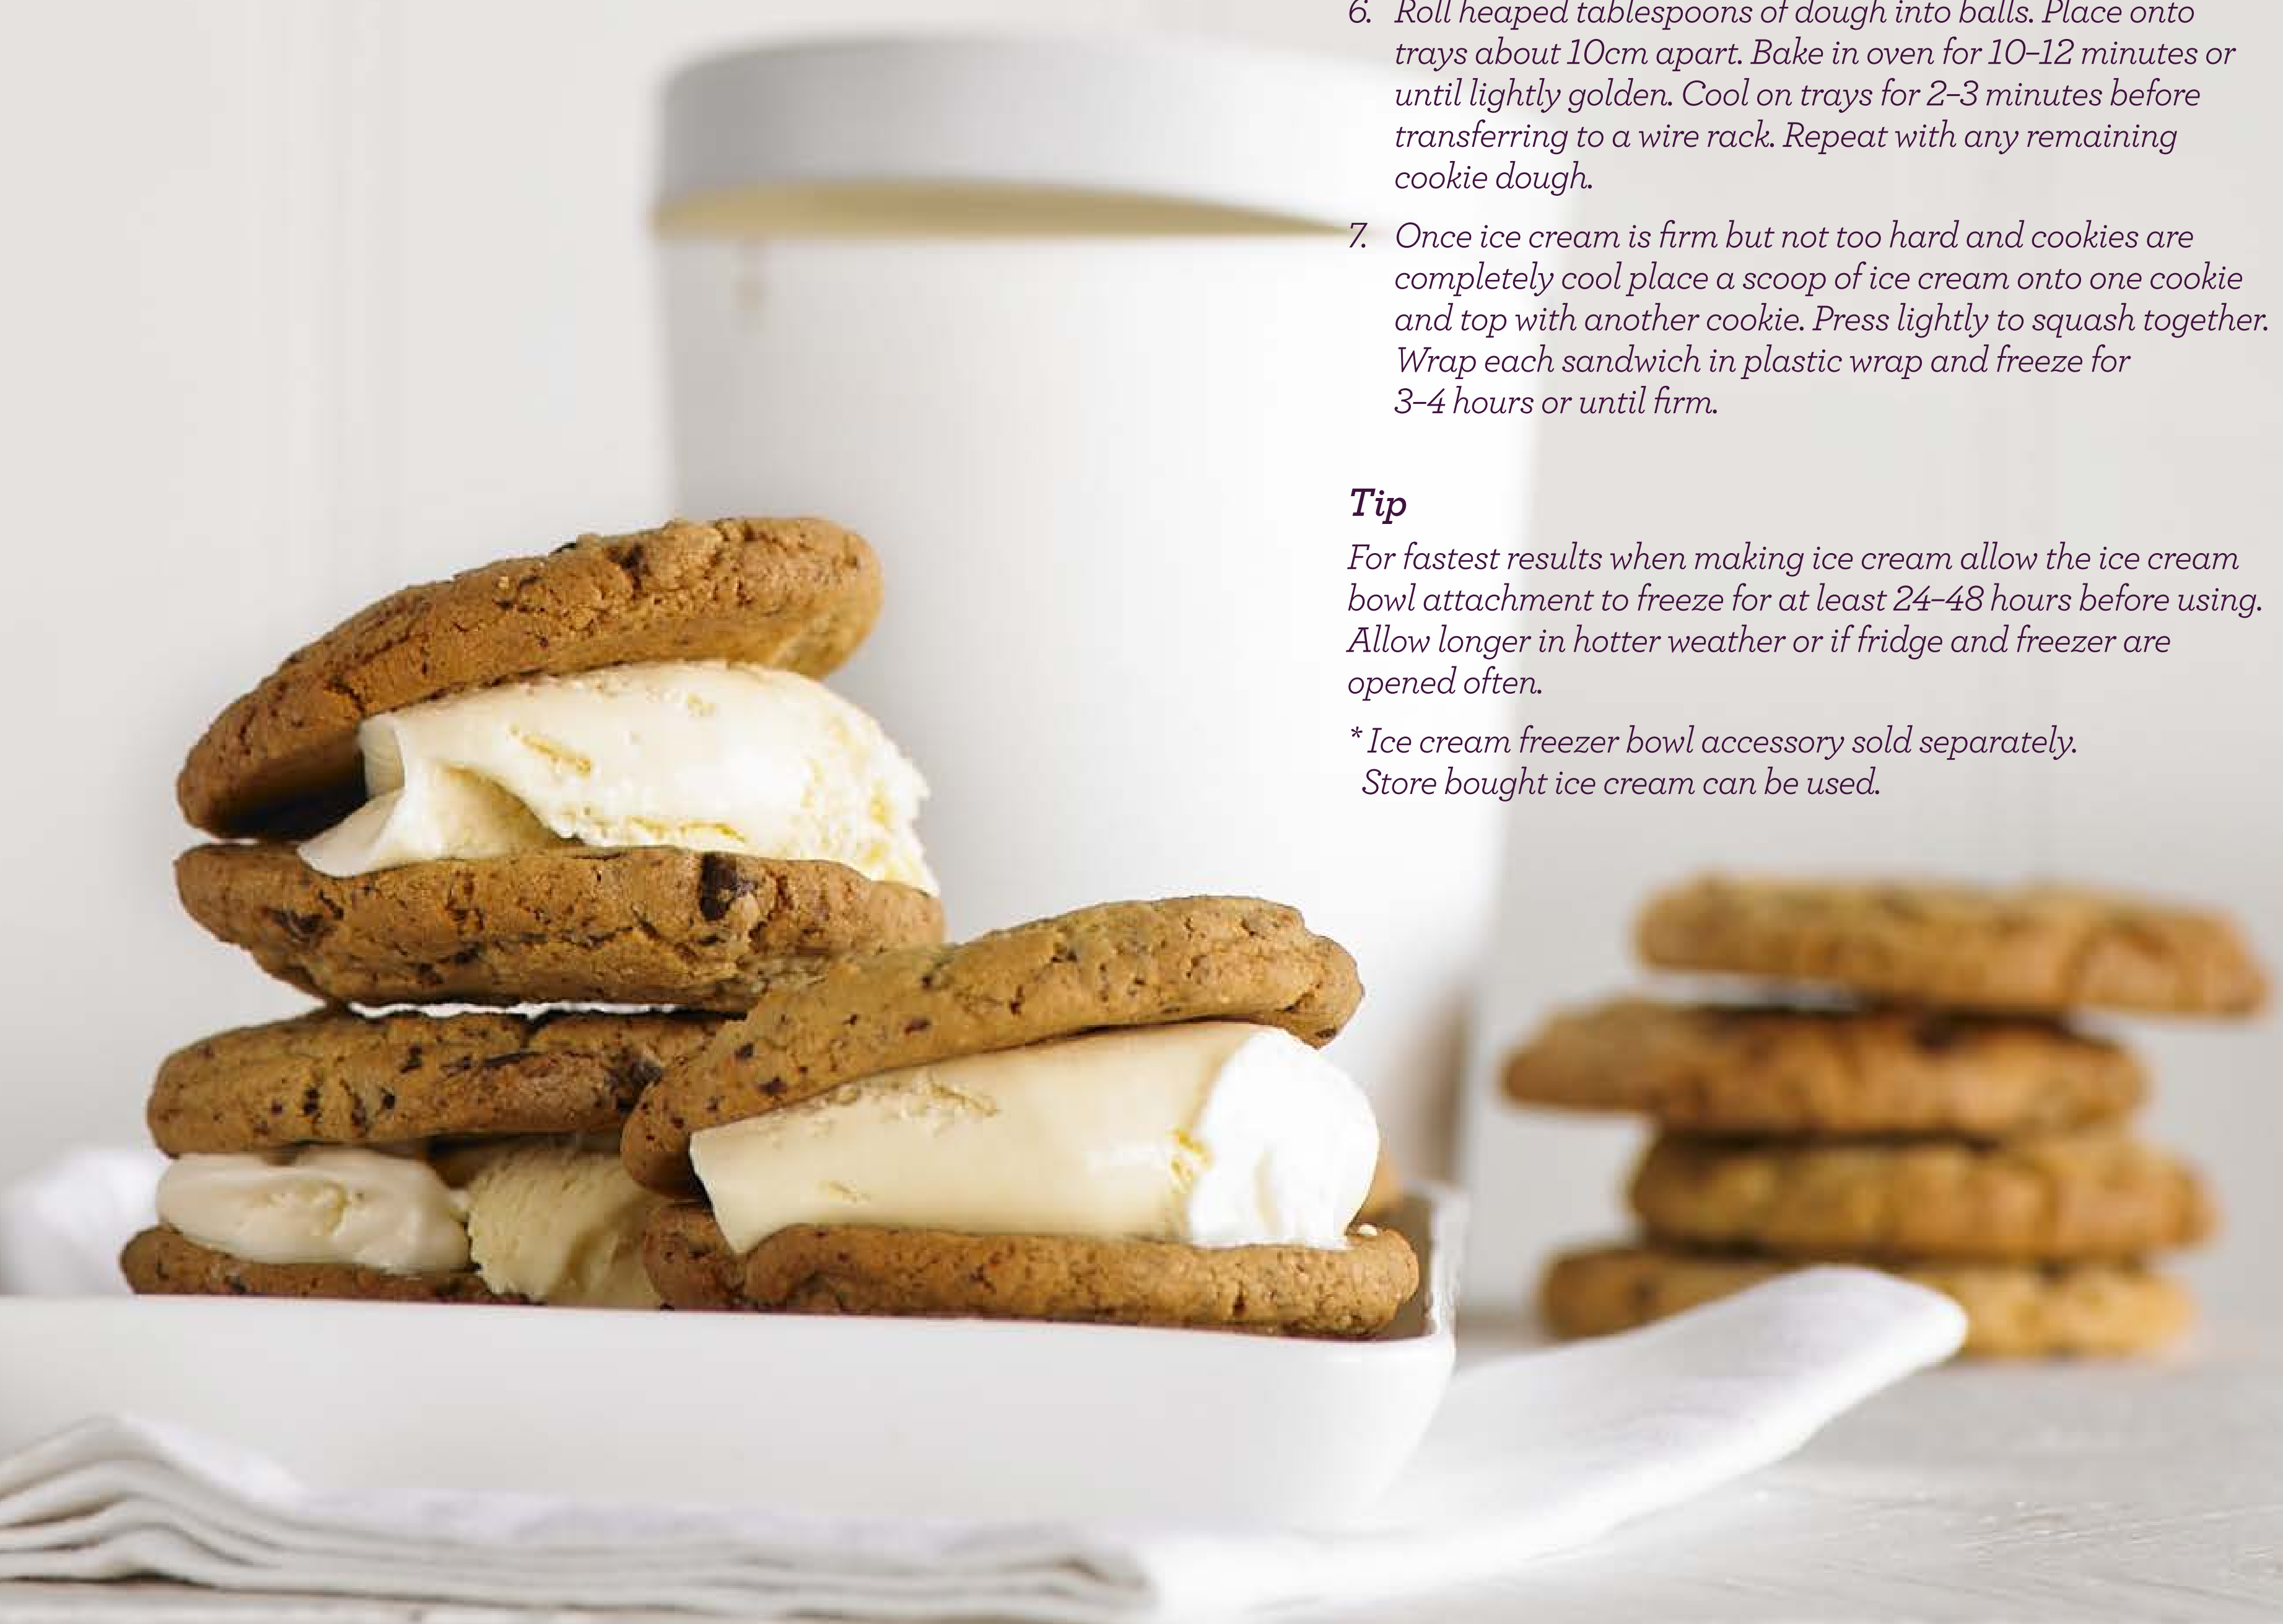 6. Roll heaped tablespoons of dough into balls. Place onto
trays about 10cm apart. Bake in oven for 10–12 minutes or
until lightly golden. Cool on trays for 2–3 minutes before
transferring to a wire rack. Repeat with any remaining
cookie dough.
7. Once ice cream is firm but not too hard and cookies are
completely cool place a scoop of ice cream onto one cookie
and top with another cookie. Press lightly to squash together.
Wrap each sandwich in plastic wrap and freeze for
3–4 hours or until firm.
Tip
For fastest results when making ice cream allow the ice cream
bowl attachment to freeze for at least 24–48 hours before using.
Allow longer in hotter weather or if fridge and freezer are
opened often.
* Ice cream freezer bowl accessory sold separately.
Store bought ice cream can be used.